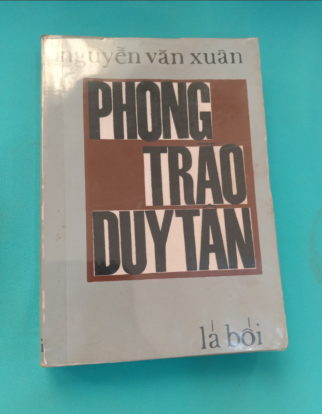 nguyễn văn xuân
PHONG
TRÀO
DUY TÂN
lá bối